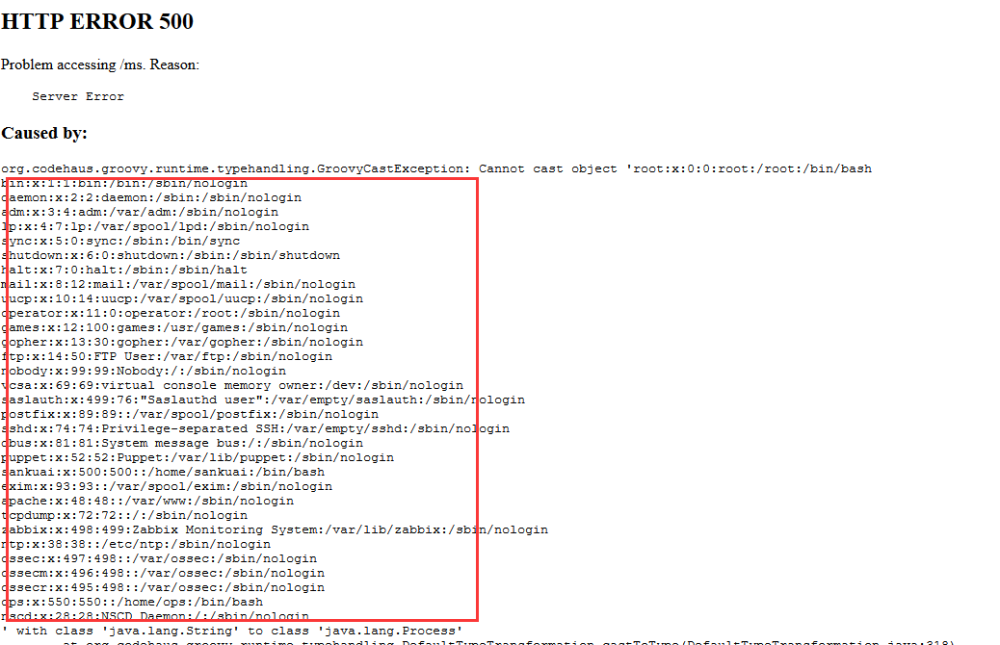 HTTP ERROR 500
Problem accessing /ms. Reason:
Server Error
Caused by:
org.codehaus.groovy.runtime.typehandling.GroovyCastException: Cannot cast object 'root:x:0:0:root:/root:/bin/bash
bin:x:1:1:bin:/bin:/sbin/nologin
daemon:x:2:2:daemon:/sbin:/sbin/nologin
adm:x:3:4:adm:/var/adm:/sbin/nologin
lp:x:4:7:lp:/var/spool/lpd:/sbin/nologin
sync:x:5:0:sync:/sbin:/bin/sync
shutdown:x:6:0:shutdown:/sbin:/sbin/shutdown
halt:x:7:0:halt:/sbin:/sbin/halt
mail:x:8:12:mail:/var/spool/mail:/sbin/nologin
uucp:x:10:14:uucp:/var/spool/uucp:/sbin/nologin
operator:x:11:0:operator:/root:/sbin/nologin
games:x:12:100:games:/usr/games:/sbin/nologin
gopher:x:13:30:gopher:/var/gopher:/sbin/nologin
ftp:x:14:50:FTP User:/var/ftp:/sbin/nologin
nobody:x:99:99:Nobody:/:/sbin/nologin
vcsa:x:69:69:virtual console memory owner:/dev:/sbin/nologin
saslauth:x:499:76:"Saslauthd user":/var/empty/saslauth:/sbin/nologin
postfix:x:89:89::/var/spool/postfix:/sbin/nologin
sshd:x:74:74:Privilege-separated SSH:/var/empty/sshd:/sbin/nologin
dbus:x:81:81:System message bus:/:/sbin/nologin
puppet:x:52:52:Puppet:/var/lib/puppet:/sbin/nologin
sankuai:x:500:500::/home/sankuai:/bin/bash
exim:x:93:93::/var/spool/exim:/sbin/nologin
apache:x:48:48::/var/www:/sbin/nologin
tcpdump:x:72:72::/:/sbin/nologin
zabbix:x:498:499:Zabbix Monitoring System:/var/lib/zabbix:/sbin/nologin
ntp:x:38:38::/etc/ntp:/sbin/nologin
ossec:x:497:498::/var/ossec:/sbin/nologin
ossecm:x:496:498::/var/ossec:/sbin/nologin
ossecr:x:495:498::/var/ossec:/sbin/nologin
ops:x:550:550::/home/ops:/bin/bash
nscd:x:28:28:NSCD Daemon:/:/sbin/nologin
' with class 'java.lang.String' to class 'java.lang.Process'
at org.codehaus.groovy.runtime.typehandling.DefaultTypeTransformation.castToType(DefaultTypeTransformation.java:318)